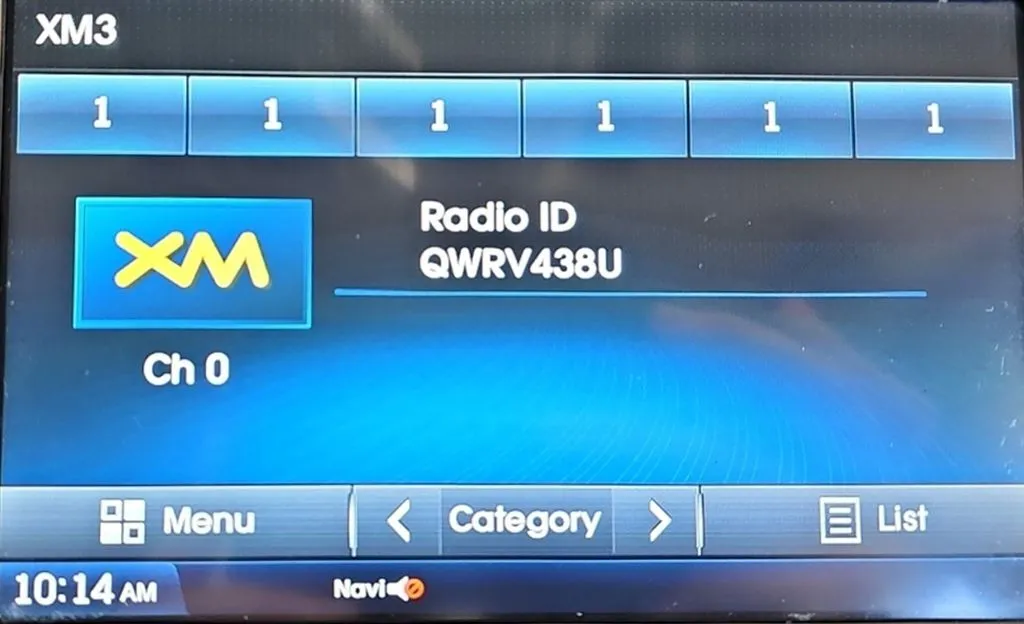 XM3
1 1 1 1 1 1
Radio ID
QWRV438U
XM
Ch 0
Menu < Category > List
10:14 AM Navi